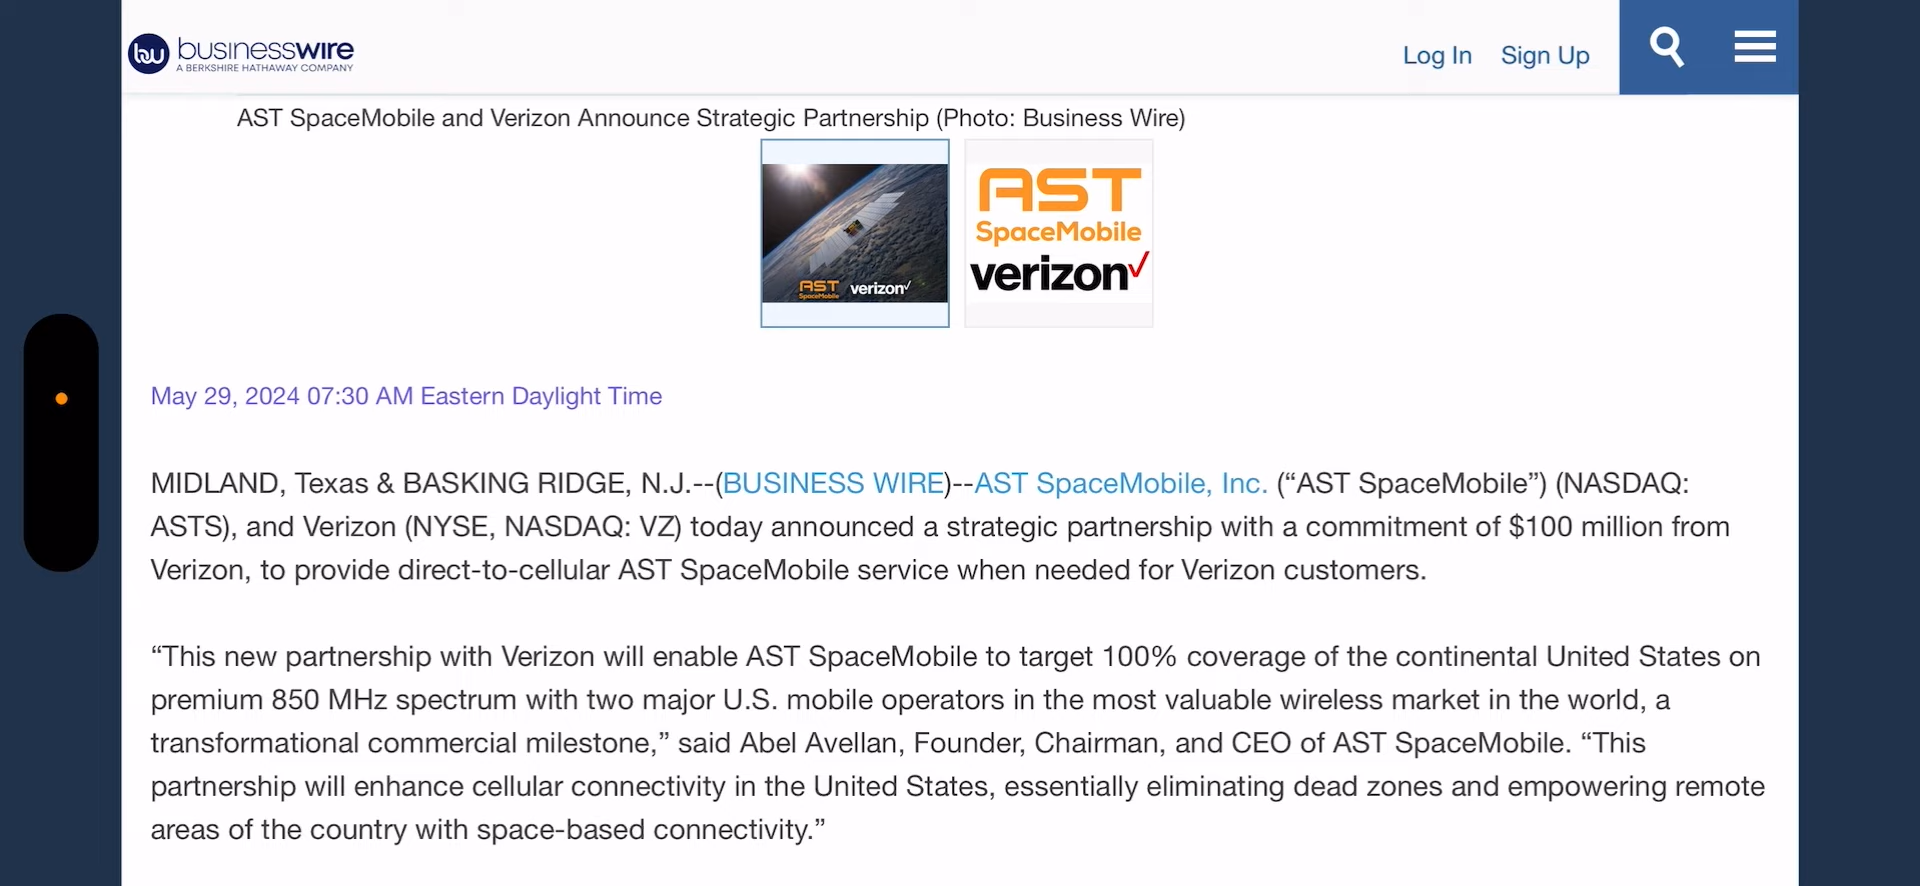 bw businesswire
A BERKSHIRE HATHAWAY COMPANY
Log In Sign Up
AST SpaceMobile and Verizon Announce Strategic Partnership (Photo: Business Wire)
AST
SpaceMobile
verizon
AST
SpaceMobile
verizon
May 29, 2024 07:30 AM Eastern Daylight Time
MIDLAND, Texas & BASKING RIDGE, N.J.--(BUSINESS WIRE)--AST SpaceMobile, Inc. (“AST SpaceMobile”) (NASDAQ:
ASTS), and Verizon (NYSE, NASDAQ: VZ) today announced a strategic partnership with a commitment of $100 million from
Verizon, to provide direct-to-cellular AST SpaceMobile service when needed for Verizon customers.
“This new partnership with Verizon will enable AST SpaceMobile to target 100% coverage of the continental United States on
premium 850 MHz spectrum with two major U.S. mobile operators in the most valuable wireless market in the world, a
transformational commercial milestone,” said Abel Avellan, Founder, Chairman, and CEO of AST SpaceMobile. “This
partnership will enhance cellular connectivity in the United States, essentially eliminating dead zones and empowering remote
areas of the country with space-based connectivity.”